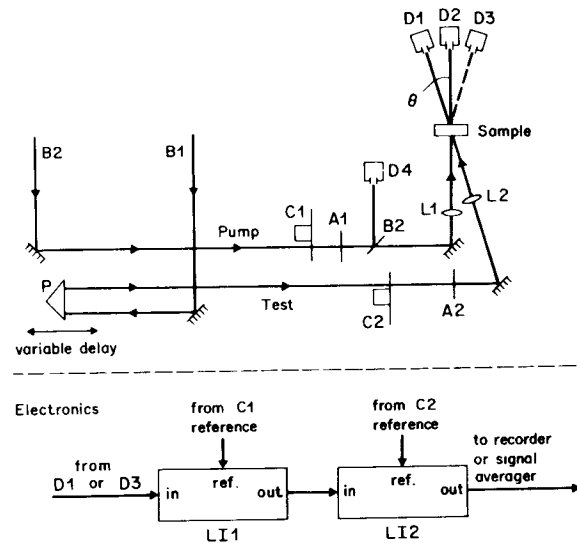 D1 D2 D3
θ
Sample
B2
B1
D4
L2
C1
L1
A1
B2
Pump
P
Test
C2
A2
variable delay
Electronics
from C1
reference
from C2
reference
to recorder
or signal
averager
from
D1 or D3
in
ref.
out
in
ref.
out
LI1
LI2